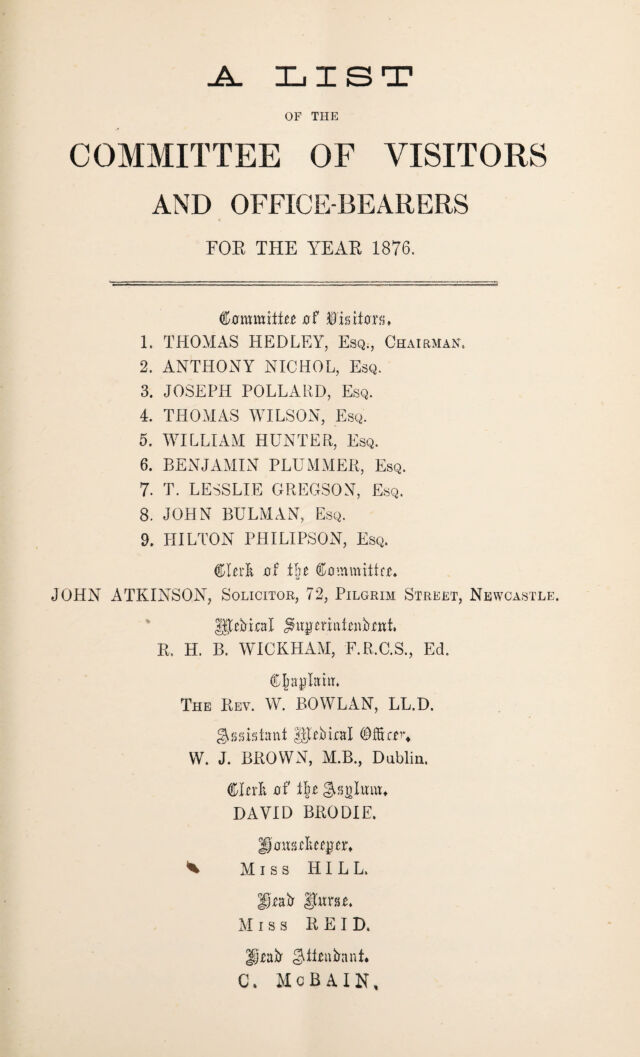 A LIST
OF THE
COMMITTEE OF VISITORS
AND OFFICE-BEARERS
FOR THE YEAR 1876.
Committee of Visitors.
1. THOMAS HEDLEY, Esq., Chairman.
2. ANTHONY NICHOL, Esq.
3. JOSEPH POLLARD, Esq.
4. THOMAS WILSON, Esq.
5. WILLIAM HUNTER, Esq.
6. BENJAMIN PLUMMER, Esq.
7. T. LESSLIE GREGSON, Esq.
8. JOHN BULMAN, Esq.
9. HILTON PHILIPSON, Esq.
Clerk of the Committee.
JOHN ATKINSON, Solicitor, 72, Pilgrim Street, Newcastle.
Medical Superintendent.
R. H. B. WICKHAM, F.R.C.S., Ed.
Chaplain.
The Rev. W. BOWLAN, LL.D.
Assistant Medical Officer.
W. J. BROWN, M.B., Dublin.
Clerk of the Asylum.
DAVID BRODIE.
Housekeeper.
Miss HILL.
Head Nurse.
Miss REID.
Head Attendant.
C. McBAIN.